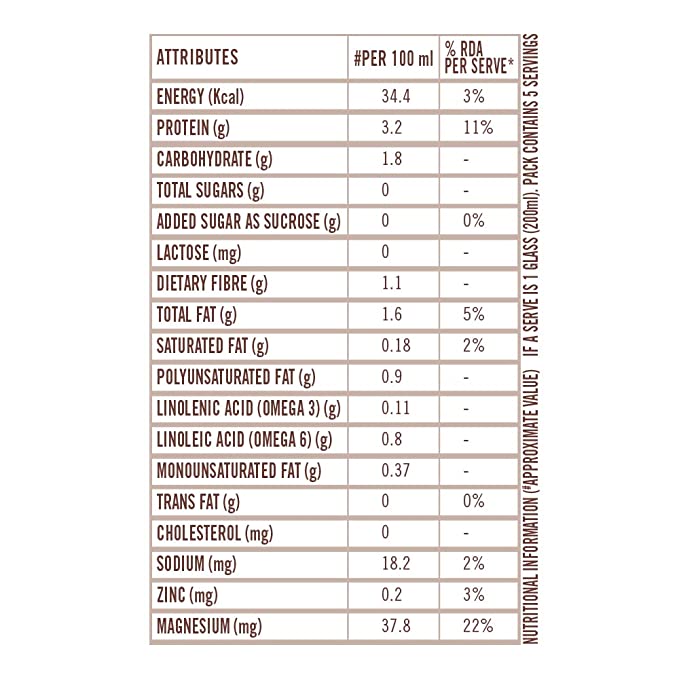 ATTRIBUTES #PER 100 ml % RDA PER SERVE*
ENERGY (Kcal) 34.4 3%
PROTEIN (g) 3.2 11%
CARBOHYDRATE (g) 1.8 -
TOTAL SUGARS (g) 0 -
ADDED SUGAR AS SUCROSE (g) 0 0%
LACTOSE (mg) 0 -
DIETARY FIBRE (g) 1.1 -
TOTAL FAT (g) 1.6 5%
SATURATED FAT (g) 0.18 2%
POLYUNSATURATED FAT (g) 0.9 -
LINOLENIC ACID (OMEGA 3) (g) 0.11 -
LINOLEIC ACID (OMEGA 6) (g) 0.8 -
MONOUNSATURATED FAT (g) 0.37 -
TRANS FAT (g) 0 0%
CHOLESTEROL (mg) 0 -
SODIUM (mg) 18.2 2%
ZINC (mg) 0.2 3%
MAGNESIUM (mg) 37.8 22%
NUTRITIONAL INFORMATION (#APPROXIMATE VALUE) IF A SERVE IS 1 GLASS (200ml), PACK CONTAINS 5 SERVINGS